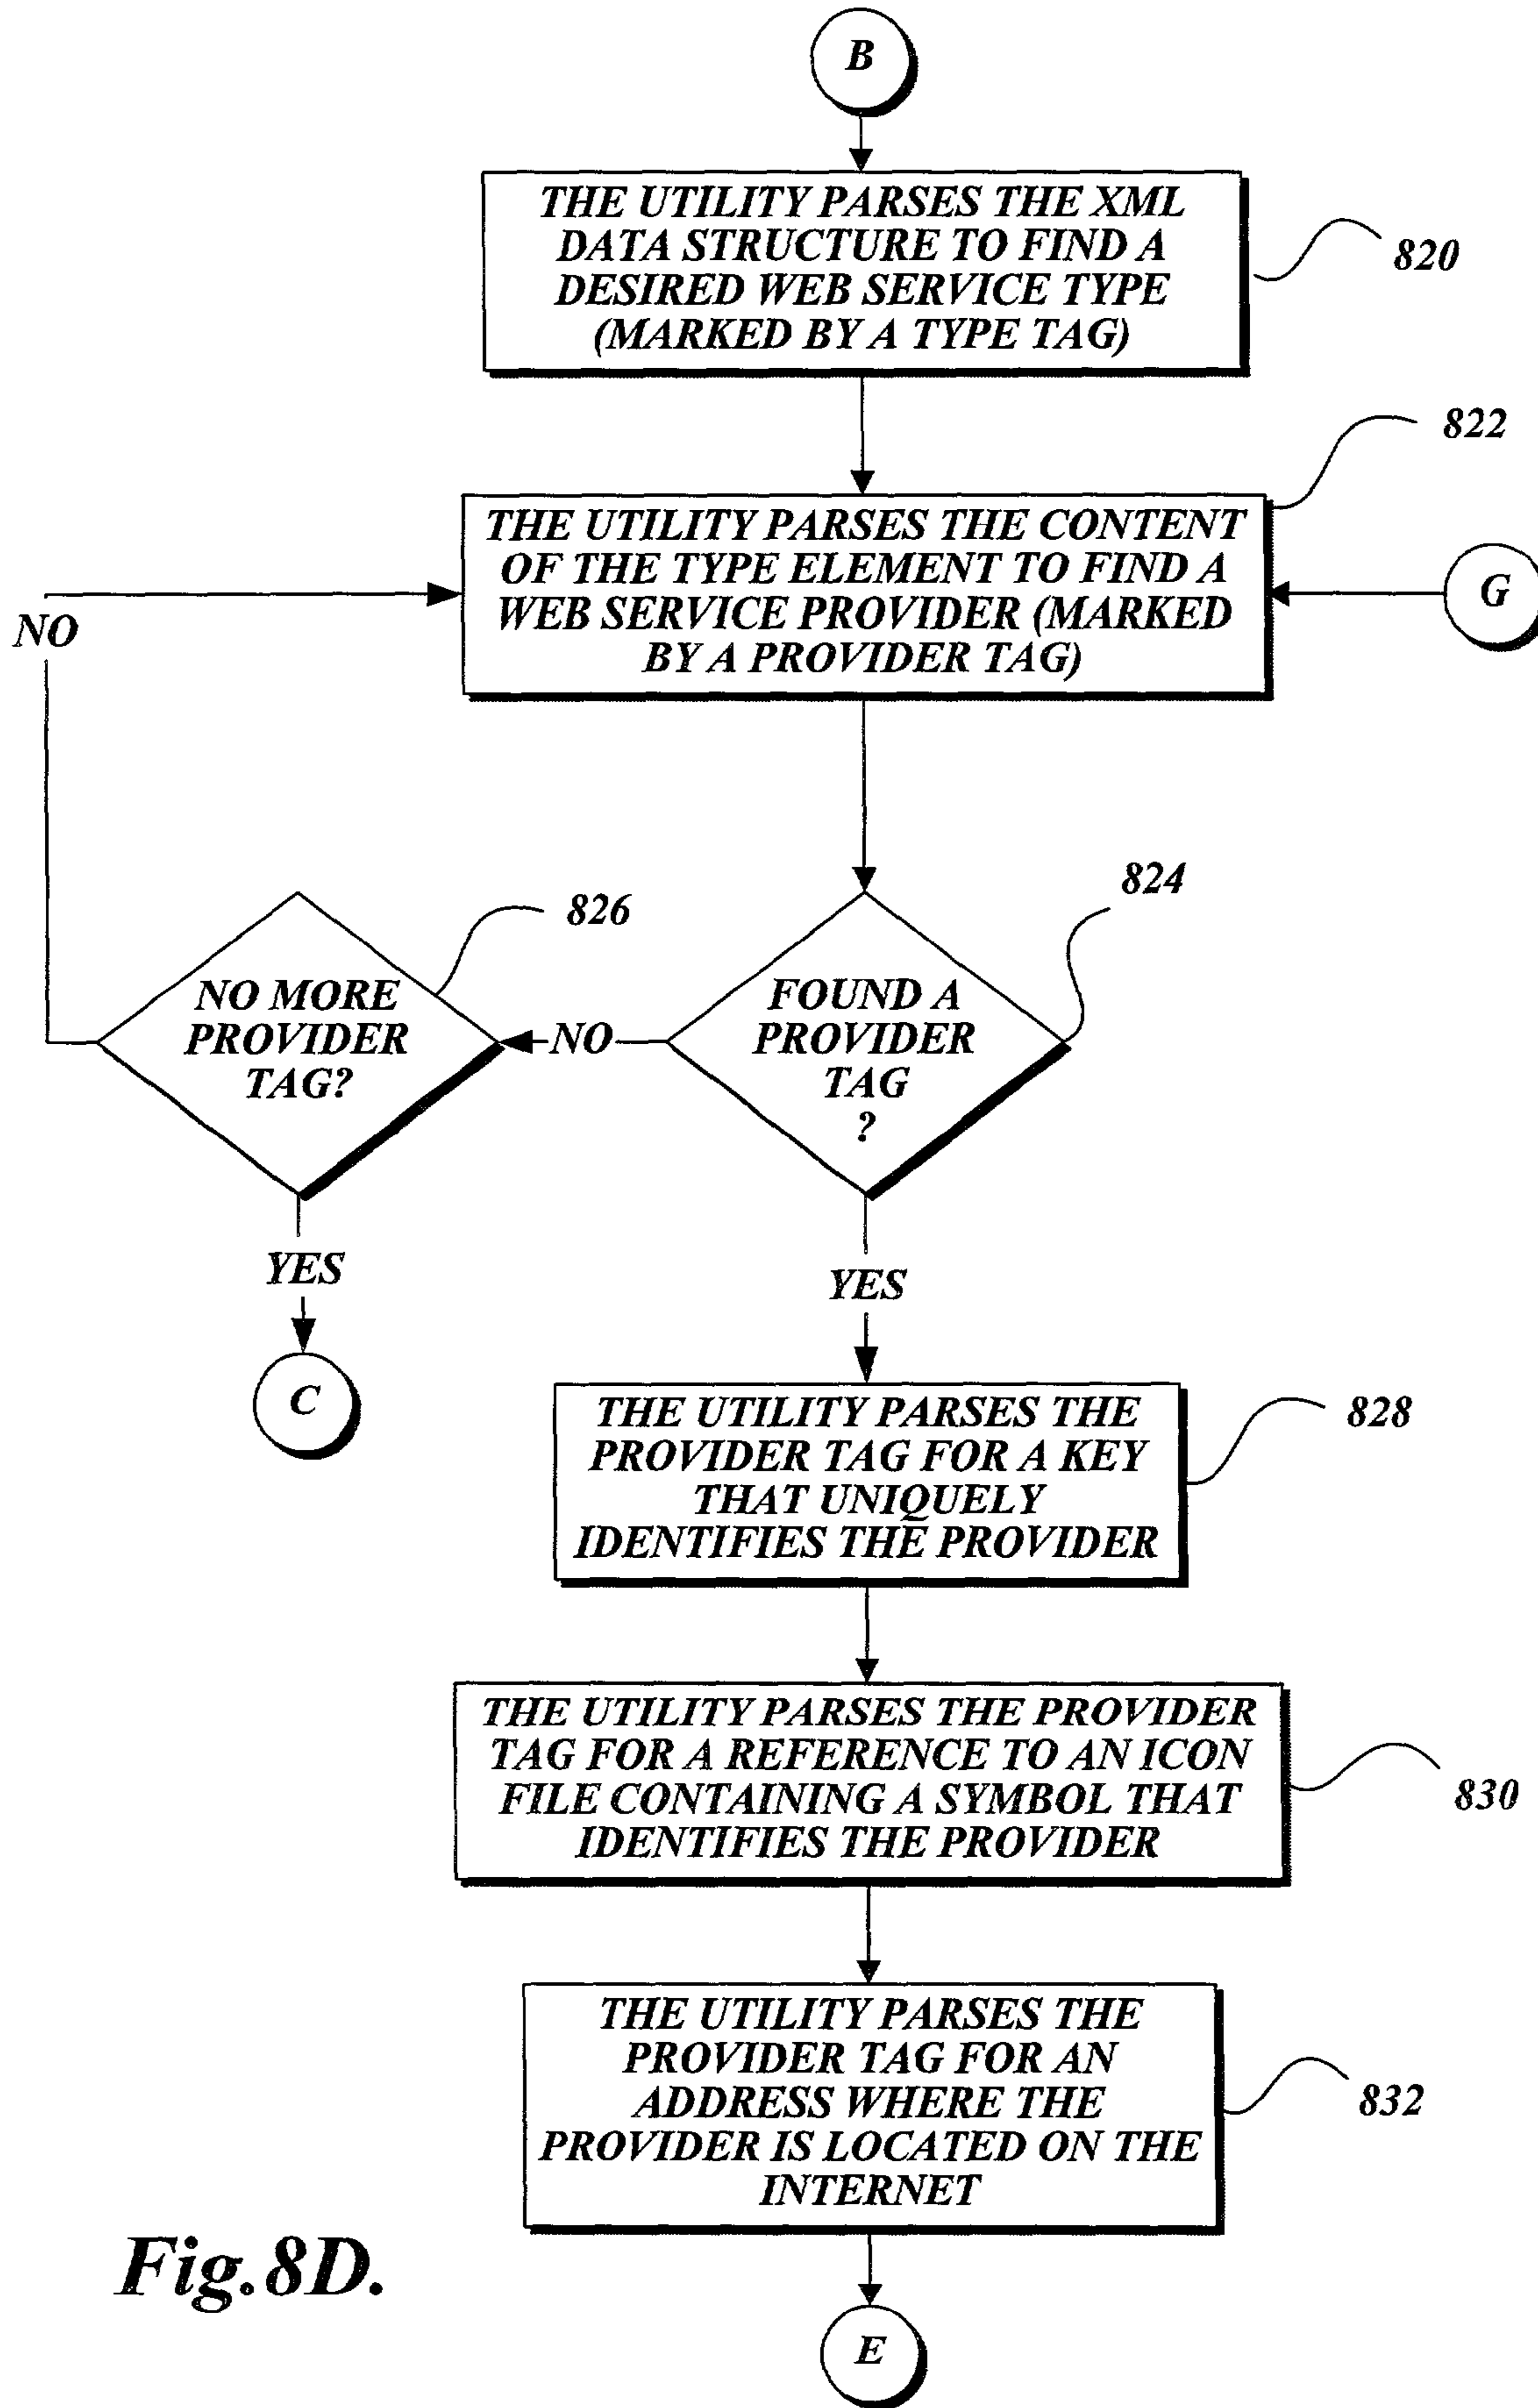 B
THE UTILITY PARSES THE XML
DATA STRUCTURE TO FIND A
DESIRED WEB SERVICE TYPE
(MARKED BY A TYPE TAG)
820
822
THE UTILITY PARSES THE CONTENT
OF THE TYPE ELEMENT TO FIND A
WEB SERVICE PROVIDER (MARKED
BY A PROVIDER TAG)
G
NO
824
826
NO MORE
PROVIDER
TAG?
NO
FOUND A
PROVIDER
TAG
?
YES
YES
C
THE UTILITY PARSES THE
PROVIDER TAG FOR A KEY
THAT UNIQUELY
IDENTIFIES THE PROVIDER
828
THE UTILITY PARSES THE PROVIDER
TAG FOR A REFERENCE TO AN ICON
FILE CONTAINING A SYMBOL THAT
IDENTIFIES THE PROVIDER
830
THE UTILITY PARSES THE
PROVIDER TAG FOR AN
ADDRESS WHERE THE
PROVIDER IS LOCATED ON THE
INTERNET
832
Fig.8D.
E